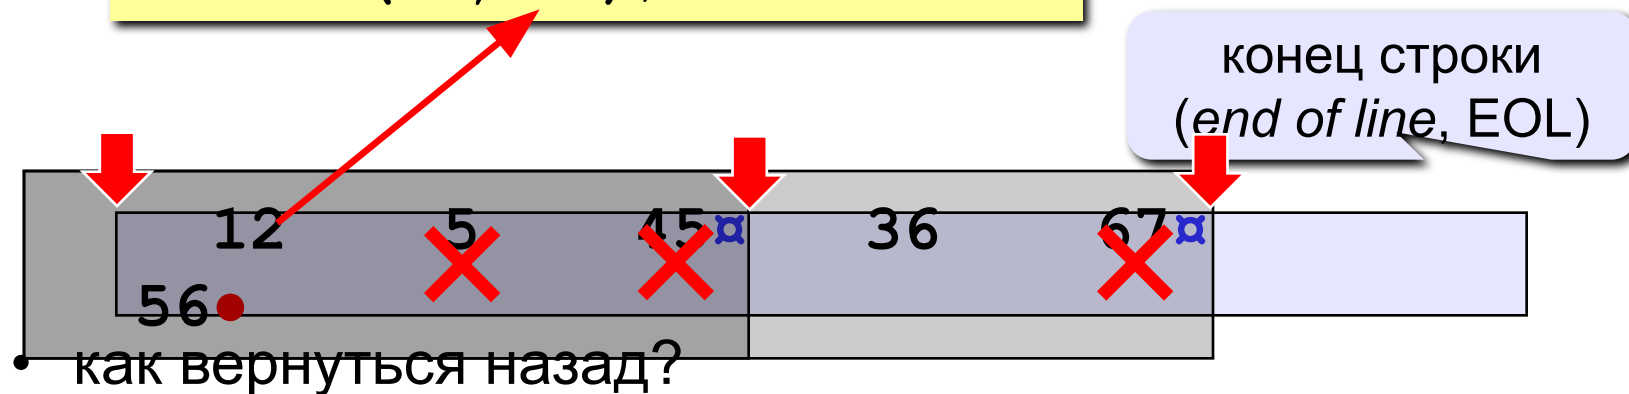 конец строки
(end of line, EOL)
12 5 45¤ 36 67¤
56●
• как вернуться назад?